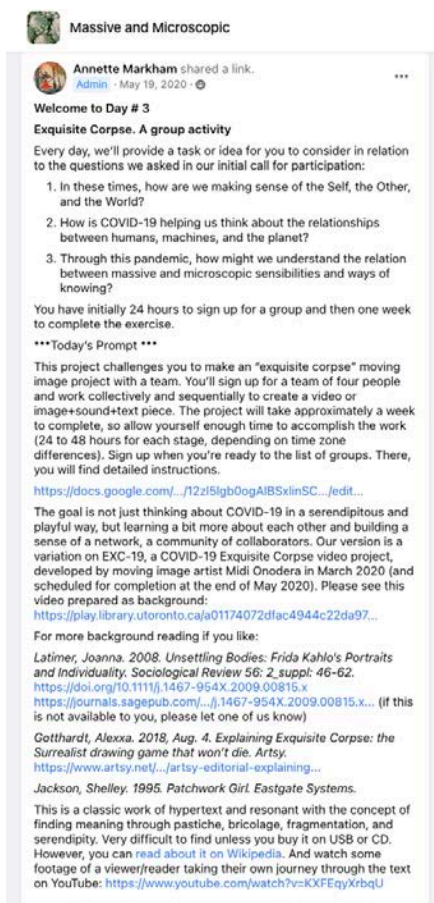 Massive and Microscopic
Annette Markham shared a link.
Admin · May 19, 2020 ·
Welcome to Day # 3
Exquisite Corpse. A group activity
Every day, we'll provide a task or idea for you to consider in relation
to the questions we asked in our initial call for participation:
1. In these times, how are we making sense of the Self, the Other,
and the World?
2. How is COVID-19 helping us think about the relationships
between humans, machines, and the planet?
3. Through this pandemic, how might we understand the relation
between massive and microscopic sensibilities and ways of
knowing?
You have initially 24 hours to sign up for a group and then one week
to complete the exercise.
***Today's Prompt ***
This project challenges you to make an "exquisite corpse" moving
image project with a team. You'll sign up for a team of four people
and work collectively and sequentially to create a video or
image+sound+text piece. The project will take approximately a week
to complete, so allow yourself enough time to accomplish the work
(24 to 48 hours for each stage, depending on time zone
differences). Sign up when you're ready to the list of groups. There,
you will find detailed instructions.
https://docs.google.com/.../12zI5lgb0ogAIBSxlinSC.../edit...
The goal is not just thinking about COVID-19 in a serendipitous and
playful way, but learning a bit more about each other and building a
sense of a network, a community of collaborators. Our version is a
variation on EXC-19, a COVID-19 Exquisite Corpse video project,
developed by moving image artist Midi Onodera in March 2020 (and
scheduled for completion at the end of May 2020). Please see this
video prepared as background:
https://play.library.utoronto.ca/a01174072dfac4944c22da97...
For more background reading if you like:
Latimer, Joanna. 2008. Unsettling Bodies: Frida Kahlo's Portraits
and Individuality. Sociological Review 56: 2_suppl: 46-62.
https://doi.org/10.1111/j.1467-954X.2009.00815.x
https://journals.sagepub.com/.../j.1467-954X.2009.00815.x... (if this
is not available to you, please let one of us know)
Gotthardt, Alexxa. 2018, Aug. 4. Explaining Exquisite Corpse: the
Surrealist drawing game that won't die. Artsy.
https://www.artsy.net/.../artsy-editorial-explaining...
Jackson, Shelley. 1995. Patchwork Girl. Eastgate Systems.
This is a classic work of hypertext and resonant with the concept of
finding meaning through pastiche, bricolage, fragmentation, and
serendipity. Very difficult to find unless you buy it on USB or CD.
However, you can read about it on Wikipedia. And watch some
footage of a viewer/reader taking their own journey through the text
on YouTube: https://www.youtube.com/watch?v=KXFEqyXrbqU